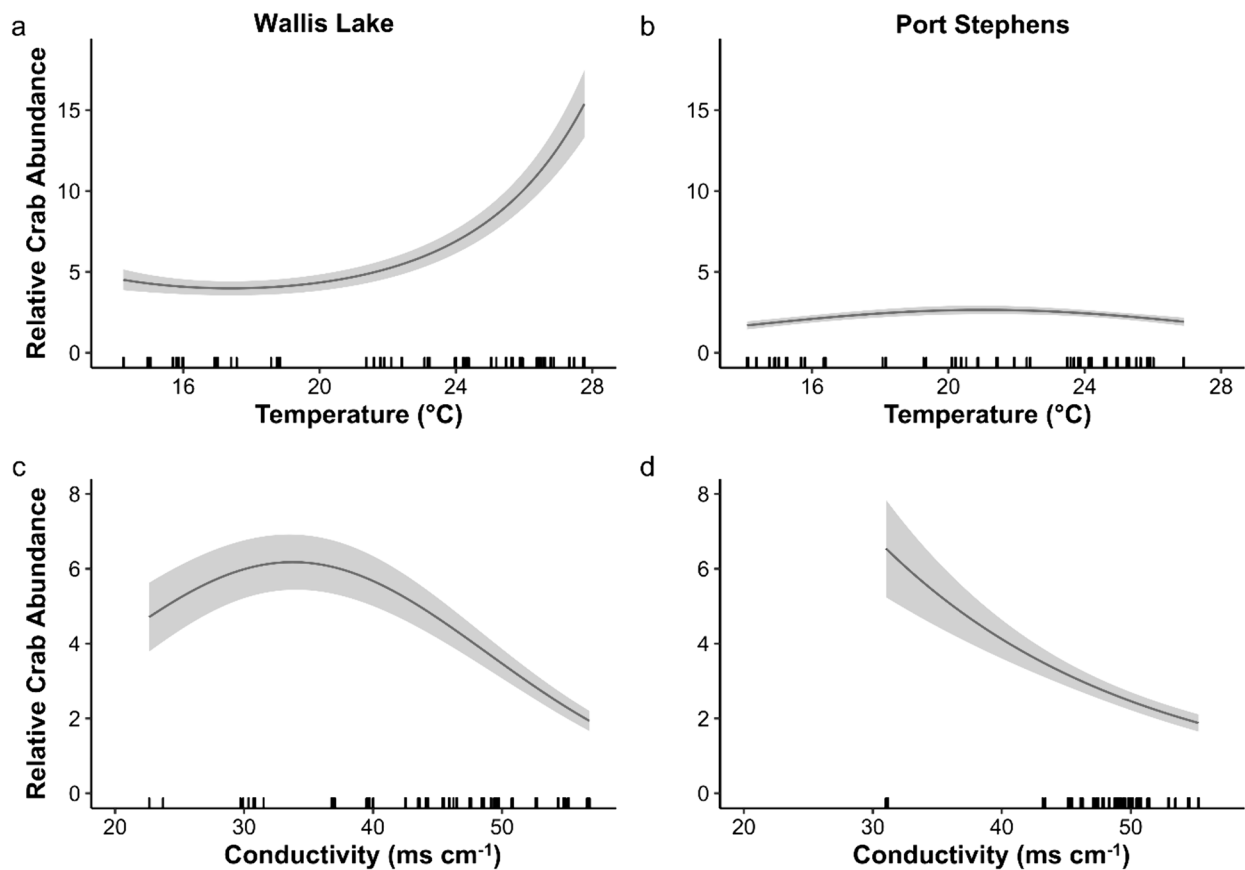 a
Wallis Lake
b
Port Stephens
Relative Crab Abundance
15
10
5
0
16 20 24 28
Temperature (°C)
15
10
5
0
16 20 24 28
Temperature (°C)
c
d
Relative Crab Abundance
8
6
4
2
0
20 30 40 50
Conductivity (ms cm⁻¹)
8
6
4
2
0
20 30 40 50
Conductivity (ms cm⁻¹)